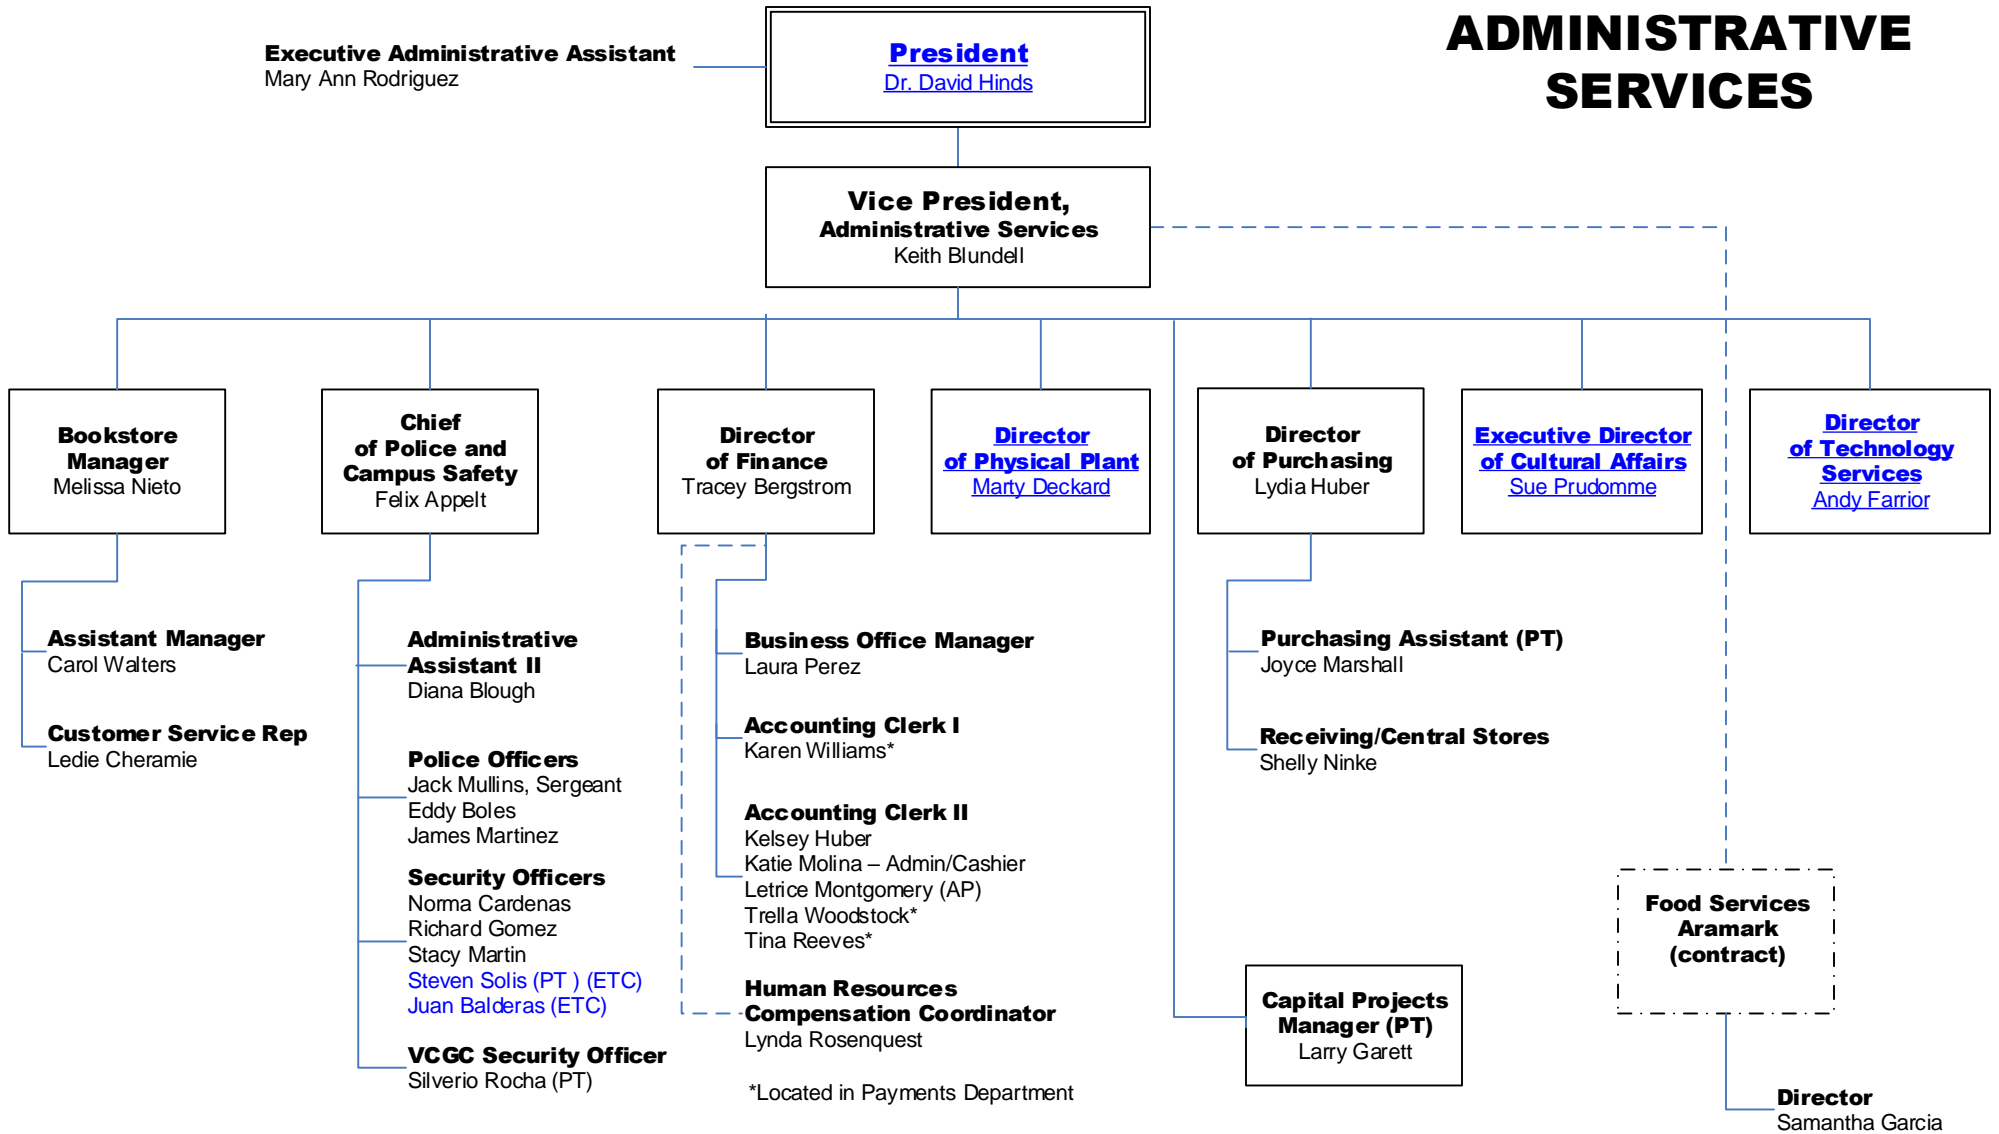 ADMINISTRATIVE
SERVICES
Executive Administrative Assistant
Mary Ann Rodriguez
President
Dr. David Hinds
Vice President,
Administrative Services
Keith Blundell
Bookstore
Manager
Melissa Nieto
Chief
of Police and
Campus Safety
Felix Appelt
Director
of Finance
Tracey Bergstrom
Director
of Physical Plant
Marty Deckard
Director
of Purchasing
Lydia Huber
Executive Director
of Cultural Affairs
Sue Prudomme
Director
of Technology
Services
Andy Farrior
Assistant Manager
Carol Walters
Customer Service Rep
Ledie Cheramie
Administrative
Assistant II
Diana Blough
Police Officers
Jack Mullins, Sergeant
Eddy Boles
James Martinez
Security Officers
Norma Cardenas
Richard Gomez
Stacy Martin
Steven Solis (PT ) (ETC)
Juan Balderas (ETC)
VCGC Security Officer
Silverio Rocha (PT)
Business Office Manager
Laura Perez
Accounting Clerk I
Karen Williams*
Accounting Clerk II
Kelsey Huber
Katie Molina – Admin/Cashier
Letrice Montgomery (AP)
Trella Woodstock*
Tina Reeves*
Human Resources
Compensation Coordinator
Lynda Rosenquest
*Located in Payments Department
Purchasing Assistant (PT)
Joyce Marshall
Receiving/Central Stores
Shelly Ninke
Capital Projects
Manager (PT)
Larry Garett
Food Services
Aramark
(contract)
Director
Samantha Garcia